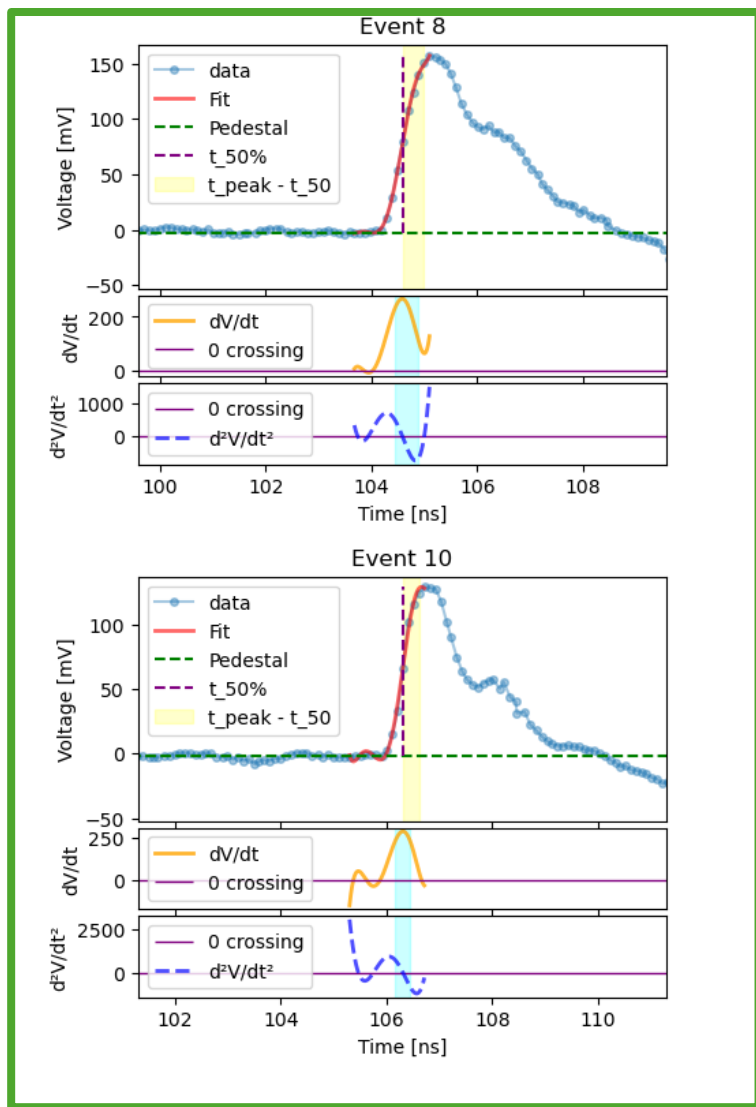 Event 8
Voltage [mV]
150
100
50
0
−50
data
Fit
Pedestal
t_50%
t_peak - t_50
dV/dt
200
0
dV/dt
0 crossing
d²V/dt²
1000
0
0 crossing
d²V/dt²
100
102
104
106
108
Time [ns]
Event 10
Voltage [mV]
100
50
0
−50
data
Fit
Pedestal
t_50%
t_peak - t_50
dV/dt
250
0
dV/dt
0 crossing
d²V/dt²
2500
0
0 crossing
d²V/dt²
102
104
106
108
110
Time [ns]